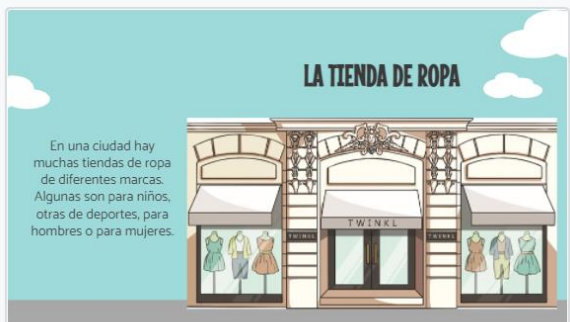 LA TIENDA DE ROPA
En una ciudad hay
muchas tiendas de ropa
de diferentes marcas.
Algunas son para niños,
otras de deportes, para
hombres o para mujeres.
TWINKL
TWINKL
TWINKL